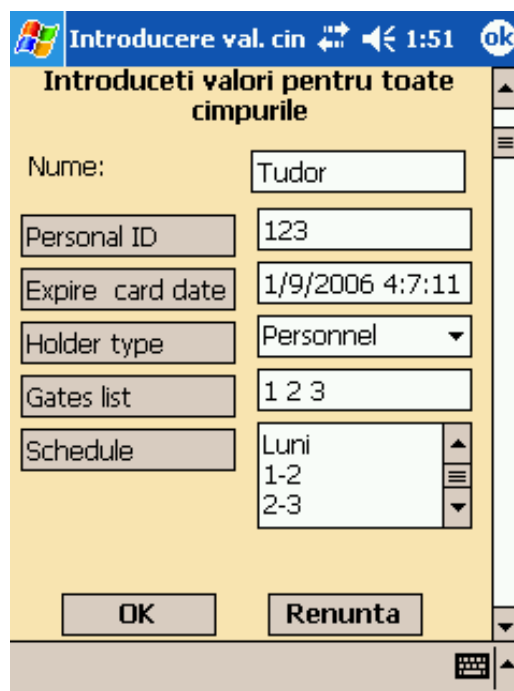 Introducere val. cin 1:51 ok
Introduceti valori pentru toate
cimpurile
Nume: Tudor
Personal ID 123
Expire card date 1/9/2006 4:7:11
Holder type Personnel
Gates list 1 2 3
Schedule Luni
1-2
2-3
OK Renunta